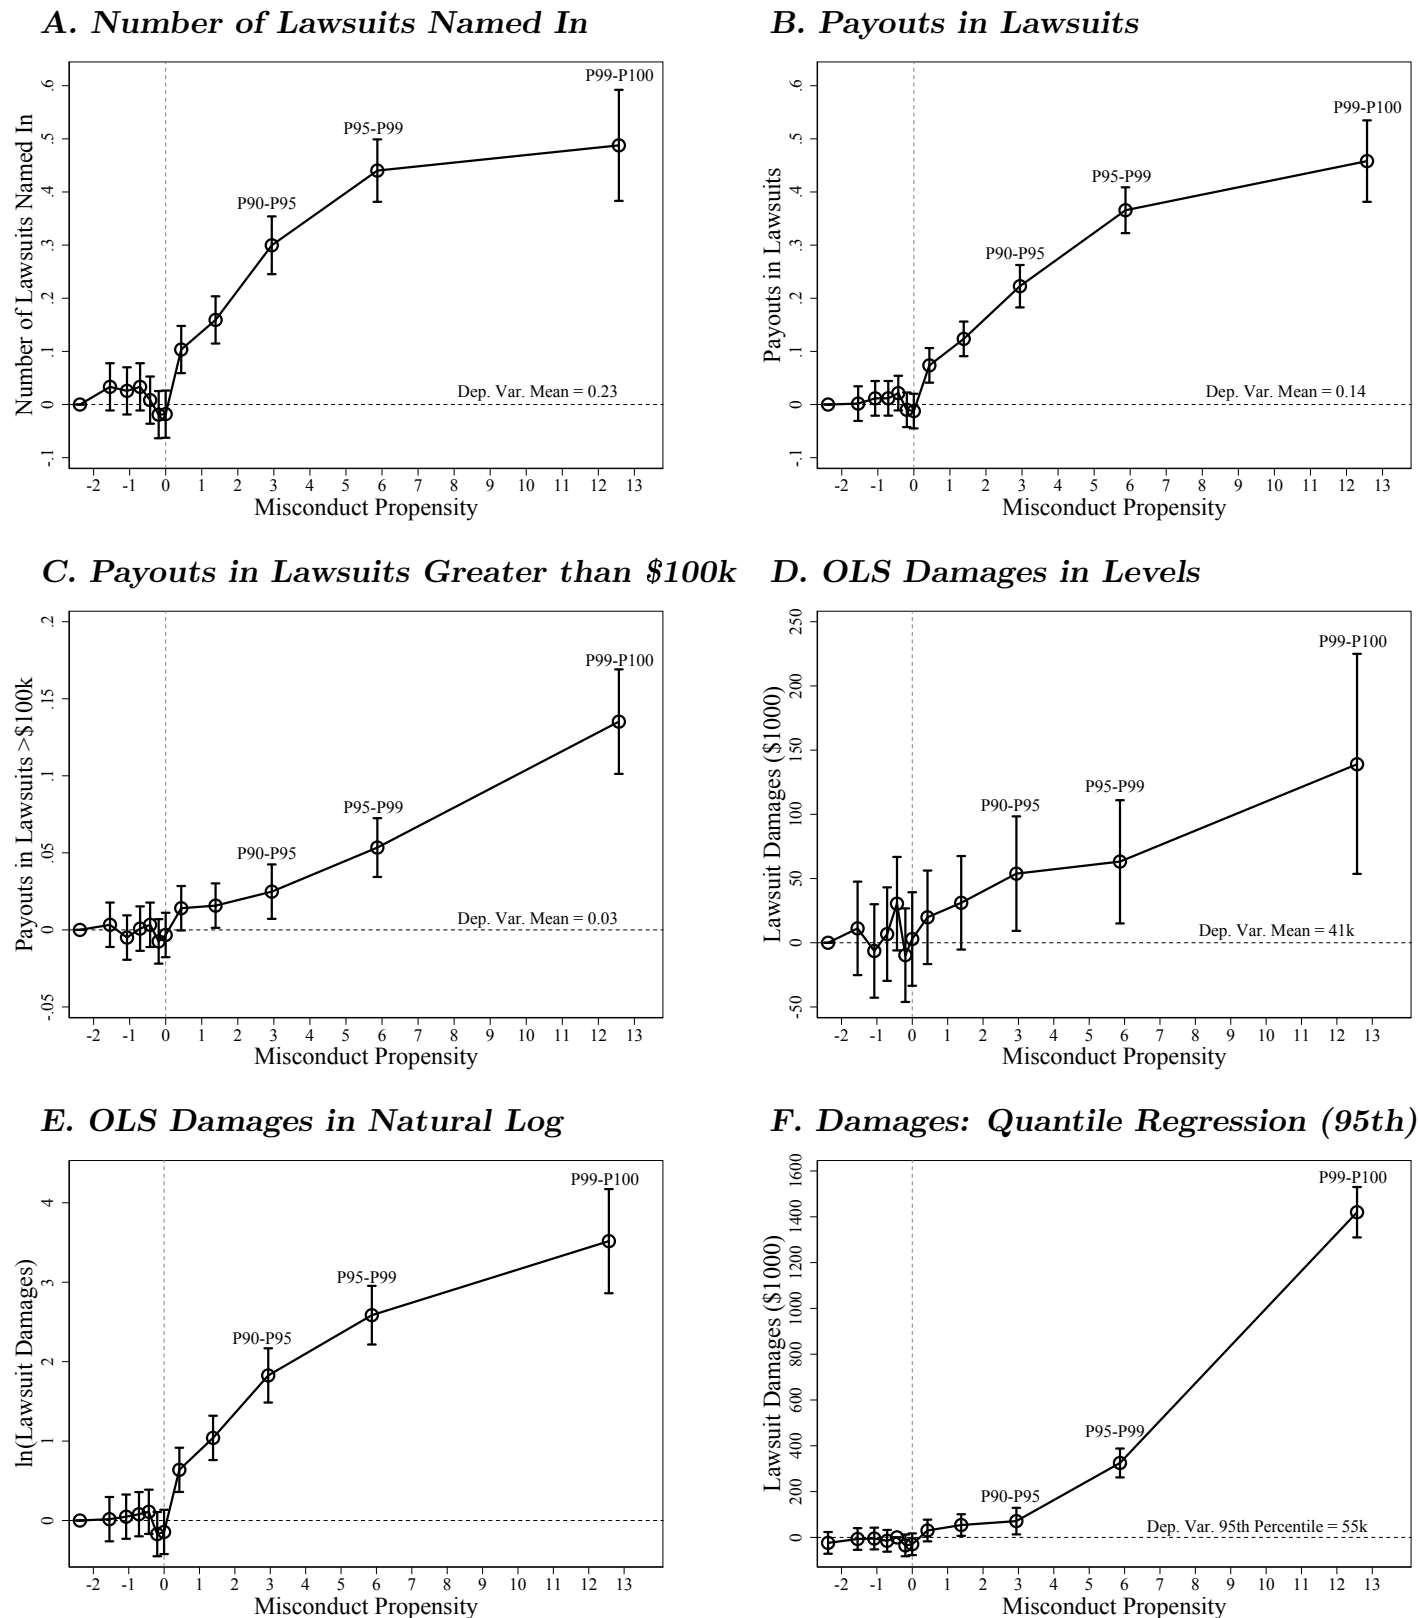 A. Number of Lawsuits Named In
Number of Lawsuits Named In
.6
.5
.4
.3
.2
.1
0
-.1
P90-P95
P95-P99
P99-P100
Dep. Var. Mean = 0.23
-2 -1 0 1 2 3 4 5 6 7 8 9 10 11 12 13
Misconduct Propensity
B. Payouts in Lawsuits
Payouts in Lawsuits
.6
.5
.4
.3
.2
.1
0
-.1
P90-P95
P95-P99
P99-P100
Dep. Var. Mean = 0.14
-2 -1 0 1 2 3 4 5 6 7 8 9 10 11 12 13
Misconduct Propensity
C. Payouts in Lawsuits Greater than $100k
Payouts in Lawsuits >$100k
.2
.15
.1
.05
0
-.05
P90-P95
P95-P99
P99-P100
Dep. Var. Mean = 0.03
-2 -1 0 1 2 3 4 5 6 7 8 9 10 11 12 13
Misconduct Propensity
D. OLS Damages in Levels
Lawsuit Damages ($1000)
250
200
150
100
50
0
-50
P90-P95
P95-P99
P99-P100
Dep. Var. Mean = 41k
-2 -1 0 1 2 3 4 5 6 7 8 9 10 11 12 13
Misconduct Propensity
E. OLS Damages in Natural Log
ln(Lawsuit Damages)
4
3
2
1
0
P90-P95
P95-P99
P99-P100
-2 -1 0 1 2 3 4 5 6 7 8 9 10 11 12 13
Misconduct Propensity
F. Damages: Quantile Regression (95th)
Lawsuit Damages ($1000)
1600
1400
1200
1000
800
600
400
200
0
P90-P95
P95-P99
P99-P100
Dep. Var. 95th Percentile = 55k
-2 -1 0 1 2 3 4 5 6 7 8 9 10 11 12 13
Misconduct Propensity